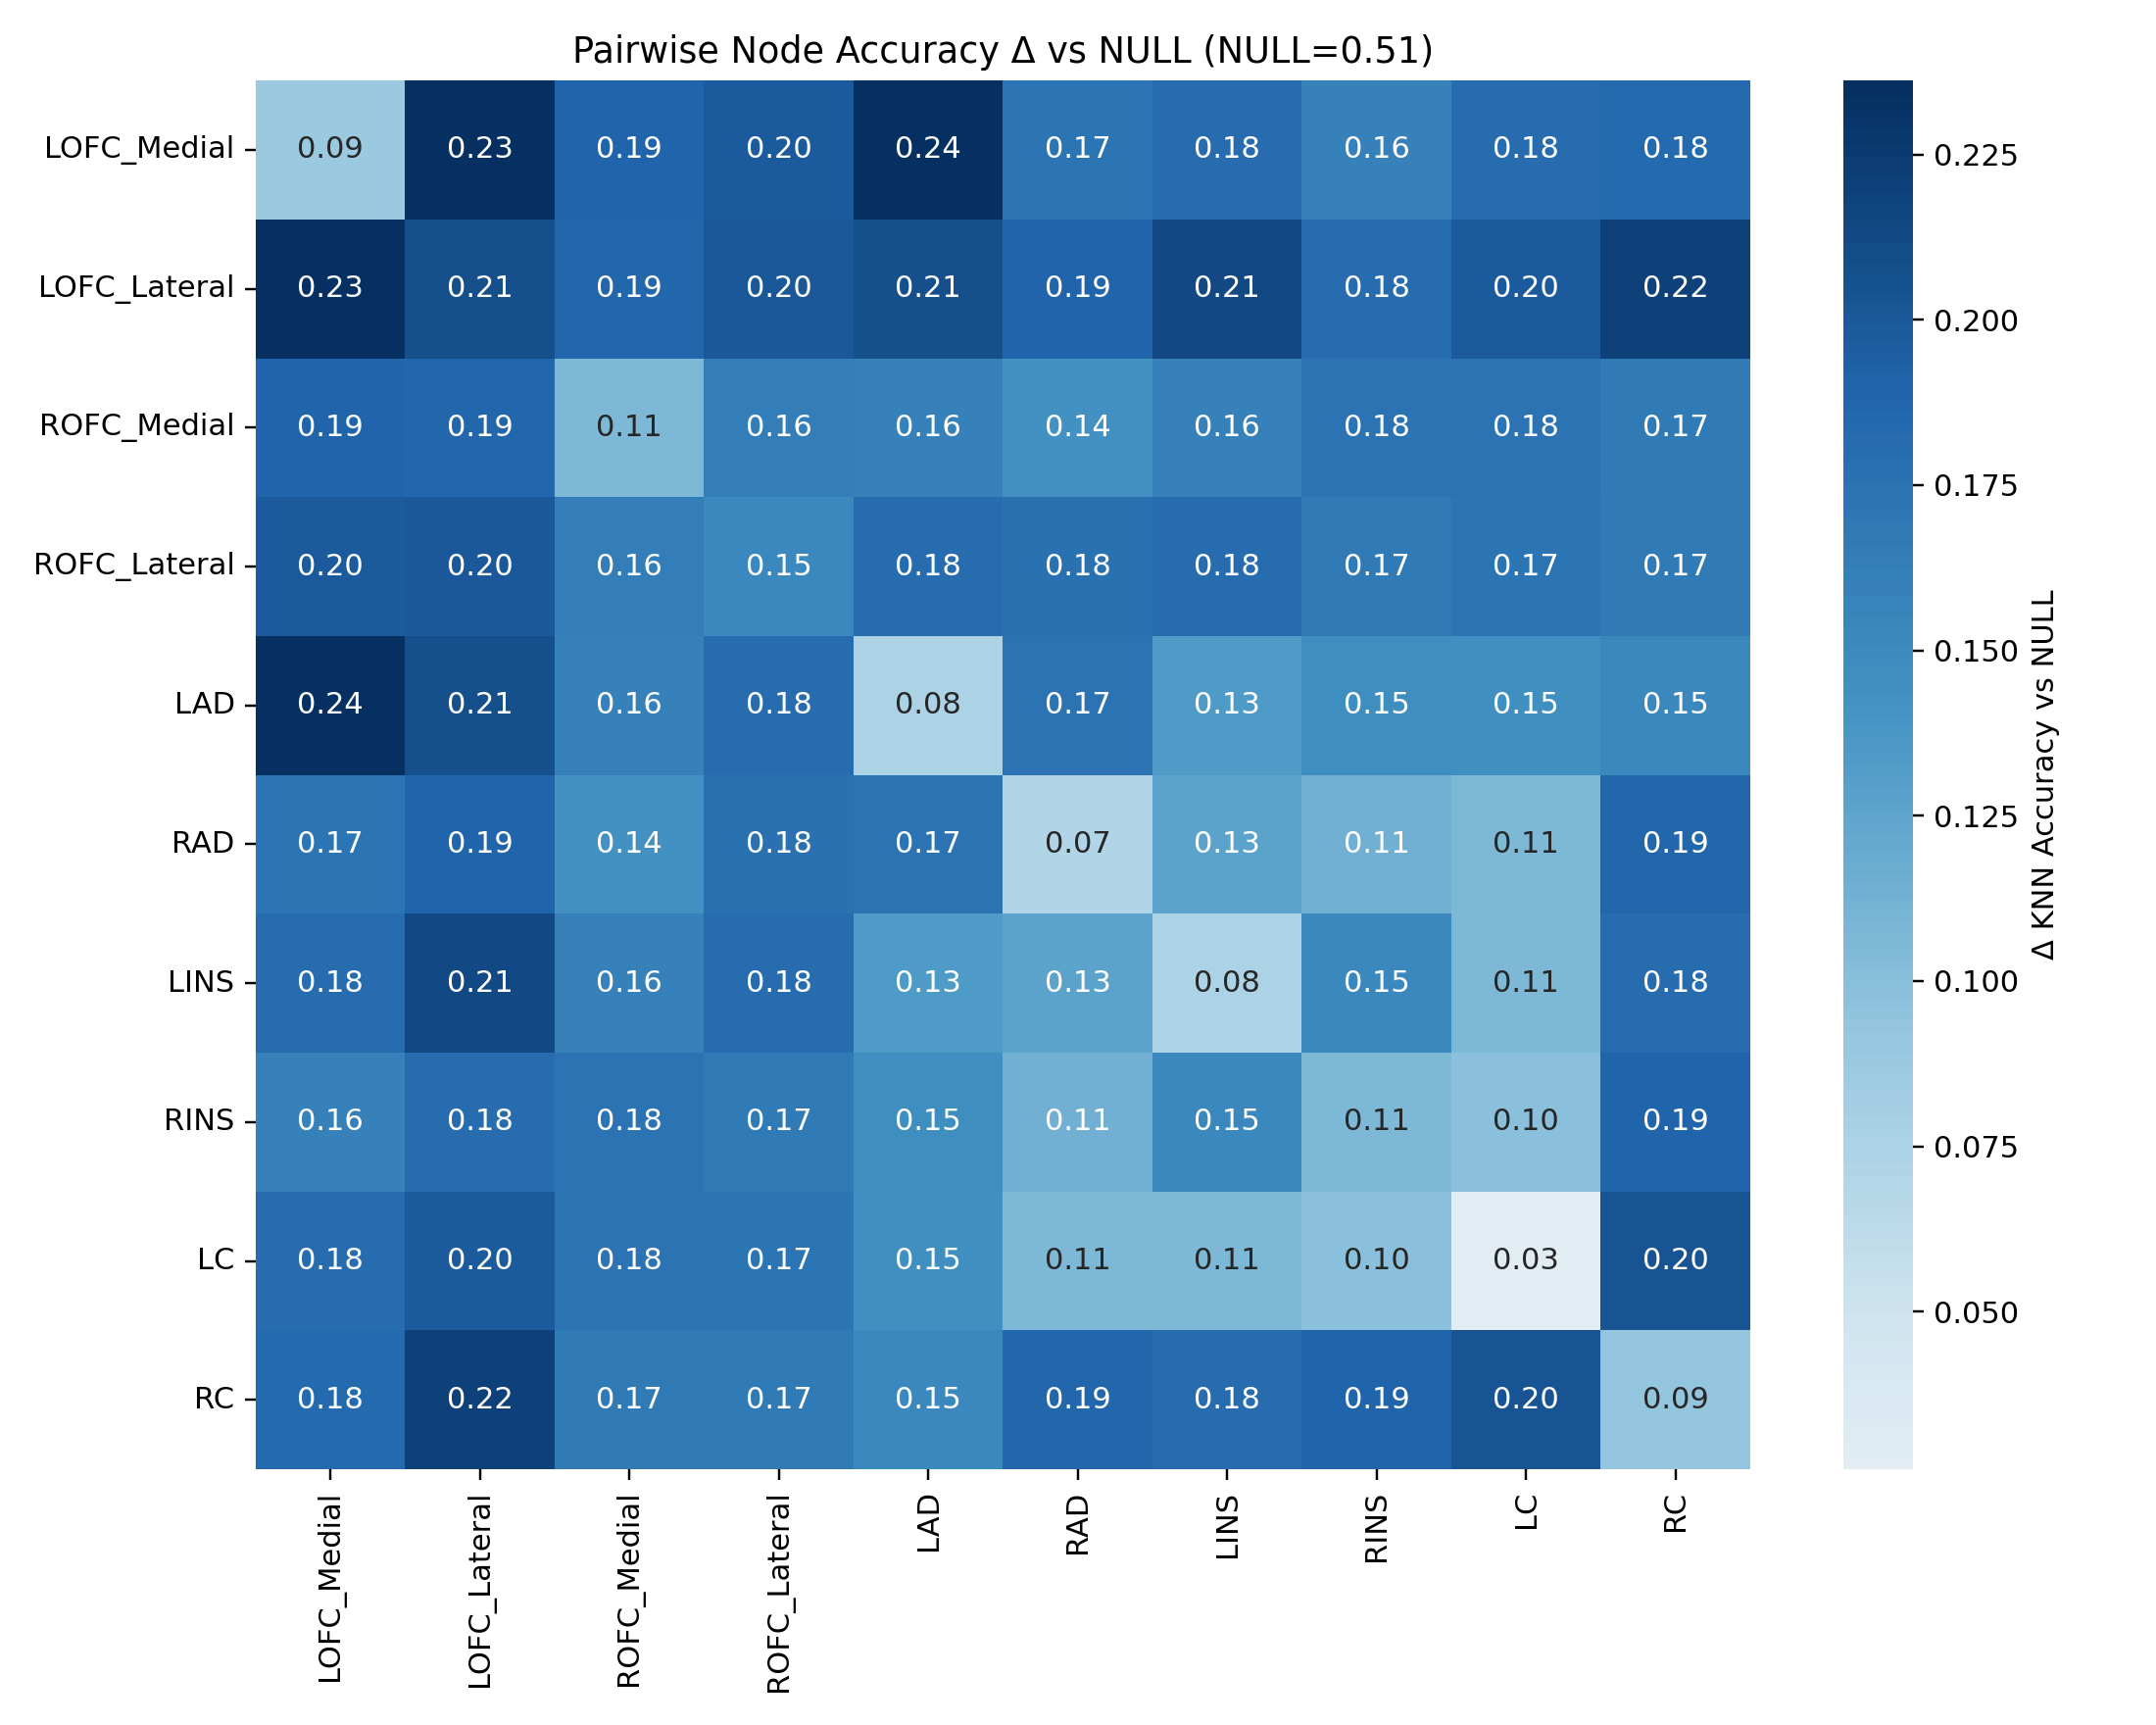 Pairwise Node Accuracy Δ vs NULL (NULL=0.51)
LOFC_Medial 0.09 0.23 0.19 0.20 0.24 0.17 0.18 0.16 0.18 0.18
LOFC_Lateral 0.23 0.21 0.19 0.20 0.21 0.19 0.21 0.18 0.20 0.22
ROFC_Medial 0.19 0.19 0.11 0.16 0.16 0.14 0.16 0.18 0.18 0.17
ROFC_Lateral 0.20 0.20 0.16 0.15 0.18 0.18 0.18 0.17 0.17 0.17
LAD 0.24 0.21 0.16 0.18 0.08 0.17 0.13 0.15 0.15 0.15
RAD 0.17 0.19 0.14 0.18 0.17 0.07 0.13 0.11 0.11 0.19
LINS 0.18 0.21 0.16 0.18 0.13 0.13 0.08 0.15 0.11 0.18
RINS 0.16 0.18 0.18 0.17 0.15 0.11 0.15 0.11 0.10 0.19
LC 0.18 0.20 0.18 0.17 0.15 0.11 0.11 0.10 0.03 0.20
RC 0.18 0.22 0.17 0.17 0.15 0.19 0.18 0.19 0.20 0.09
LOFC_Medial
LOFC_Lateral
ROFC_Medial
ROFC_Lateral
LAD
RAD
LINS
RINS
LC
RC
0.225
0.200
0.175
0.150
0.125
0.100
0.075
0.050
Δ KNN Accuracy vs NULL